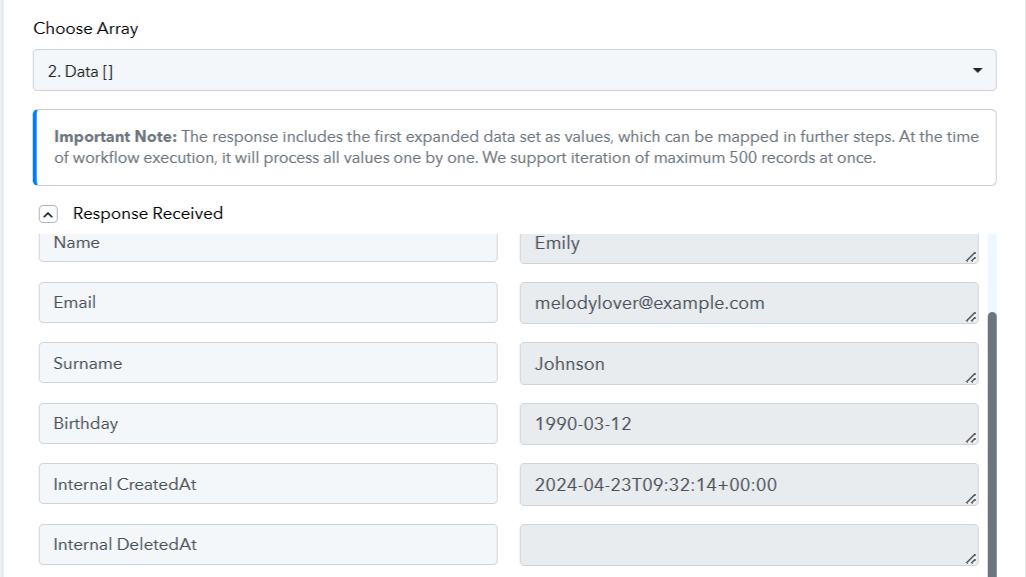 Choose Array
2. Data []
Important Note: The response includes the first expanded data set as values, which can be mapped in further steps. At the time
of workflow execution, it will process all values one by one. We support iteration of maximum 500 records at once.
Response Received
Name
Emily
Email
melodylover@example.com
Surname
Johnson
Birthday
1990-03-12
Internal CreatedAt
2024-04-23T09:32:14+00:00
Internal DeletedAt